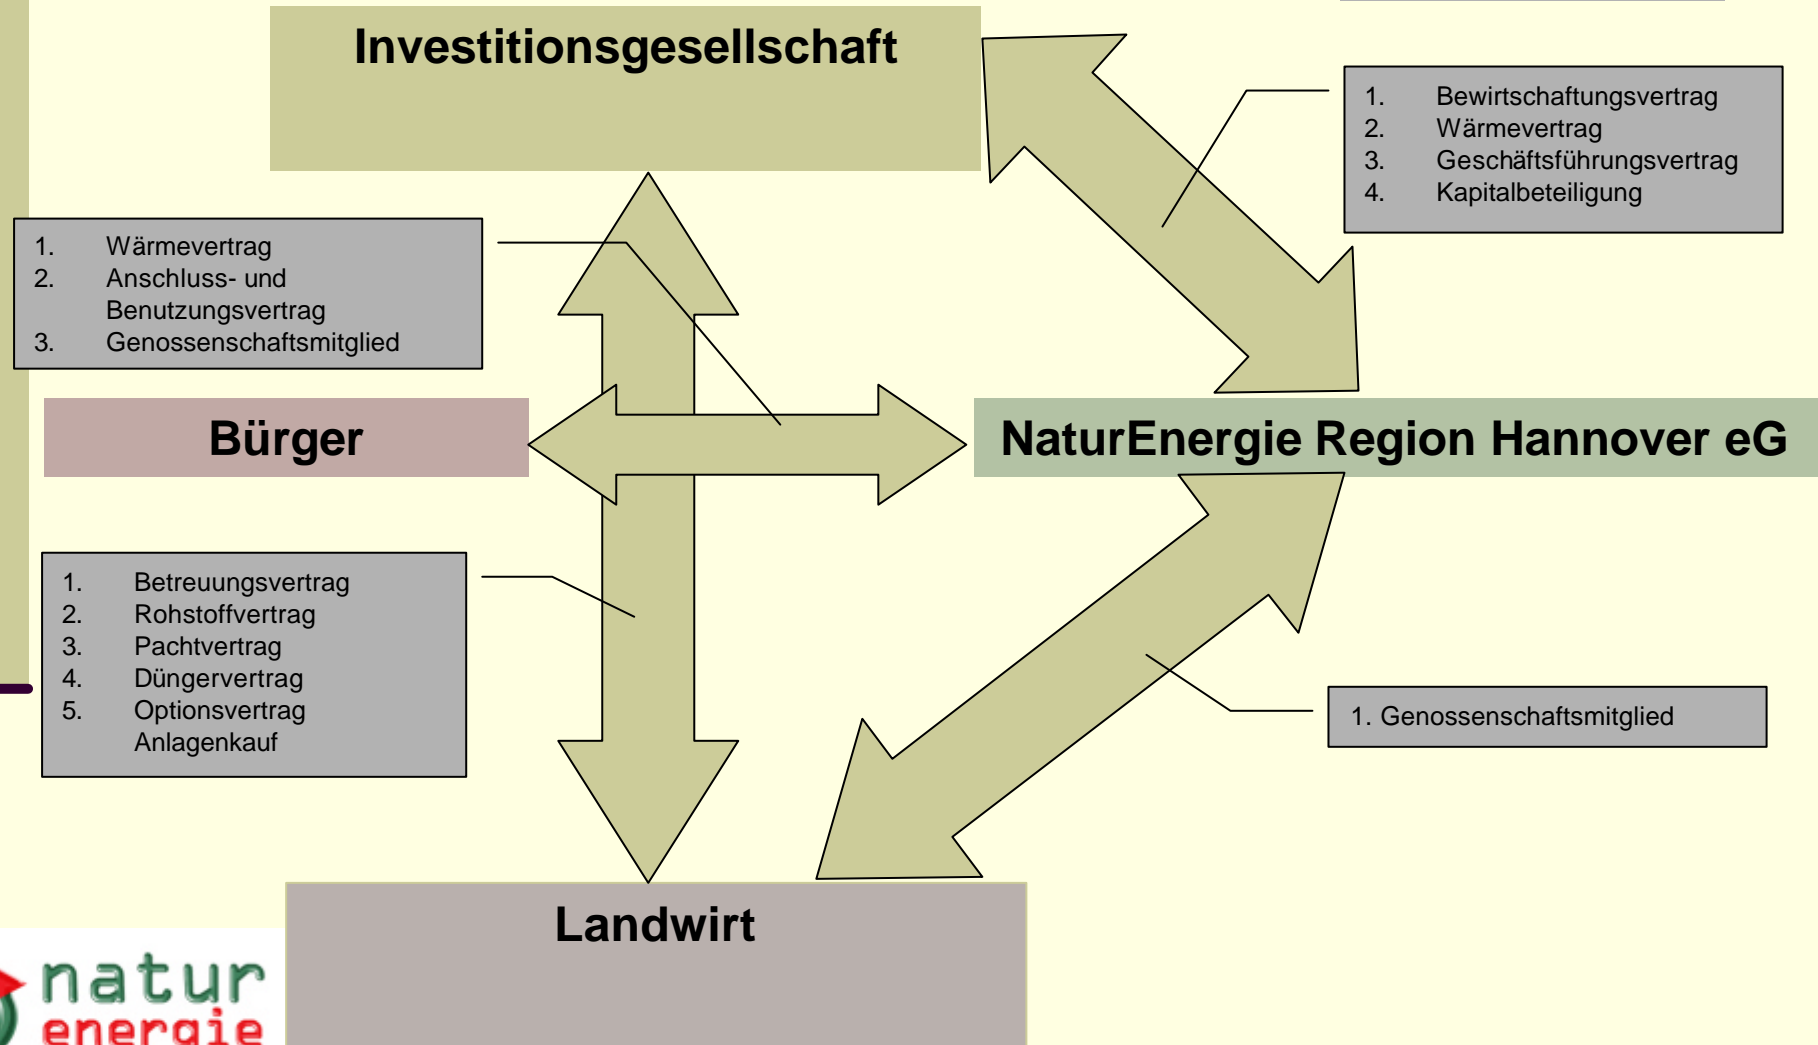 Investitionsgesellschaft
1. Bewirtschaftungsvertrag
2. Wärmevertrag
3. Geschäftsführungsvertrag
4. Kapitalbeteiligung
1. Wärmevertrag
2. Anschluss- und
Benutzungsvertrag
3. Genossenschaftsmitglied
Bürger
NaturEnergie Region Hannover eG
1. Betreuungsvertrag
2. Rohstoffvertrag
3. Pachtvertrag
4. Düngervertrag
5. Optionsvertrag
Anlagenkauf
1. Genossenschaftsmitglied
Landwirt
natur
energie